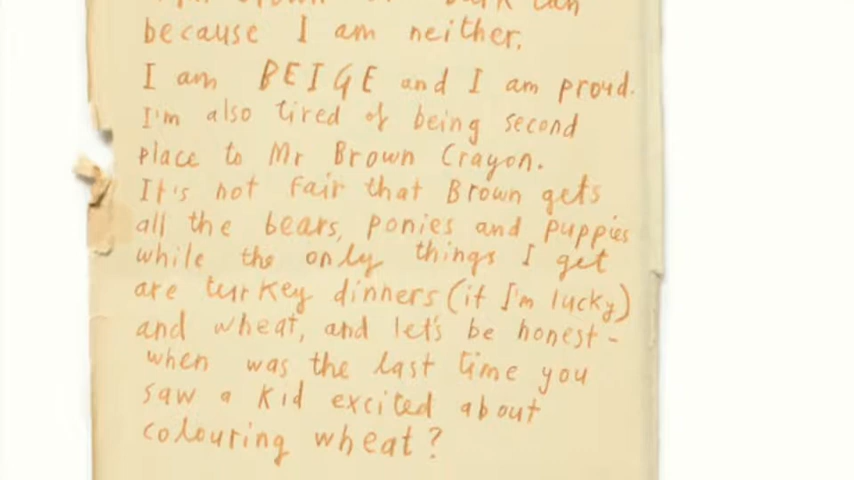 because I am neither.
I am BEIGE and I am proud.
I'm also tired of being second
place to Mr Brown Crayon.
It's not fair that Brown gets
all the bears, ponies and puppies
while the only things I get
are turkey dinners (if I'm lucky)
and wheat, and let's be honest -
when was the last time you
saw a kid excited about
colouring wheat?